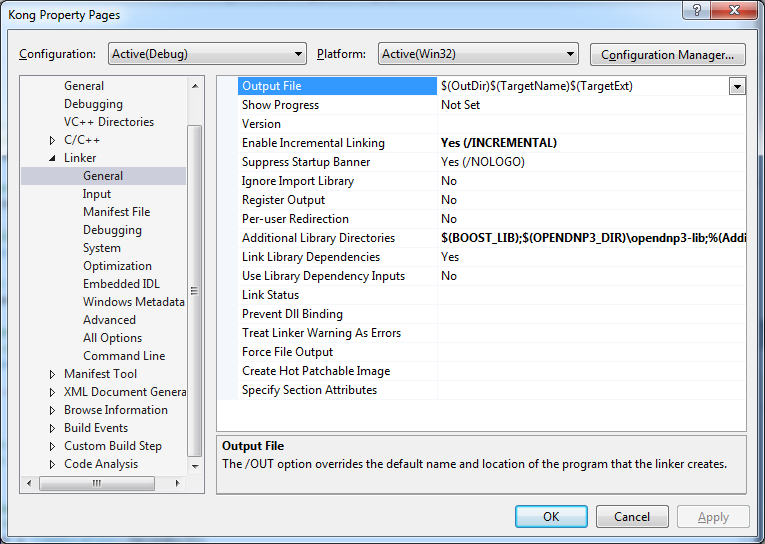 Kong Property Pages
Configuration: Active(Debug) Platform: Active(Win32) Configuration Manager...
General
Debugging
VC++ Directories
C/C++
Linker
General
Input
Manifest File
Debugging
System
Optimization
Embedded IDL
Windows Metadata
Advanced
All Options
Command Line
Manifest Tool
XML Document Genera
Browse Information
Build Events
Custom Build Step
Code Analysis
Output File $(OutDir)$(TargetName)$(TargetExt)
Show Progress Not Set
Version
Enable Incremental Linking Yes (/INCREMENTAL)
Suppress Startup Banner Yes (/NOLOGO)
Ignore Import Library No
Register Output No
Per-user Redirection No
Additional Library Directories $(BOOST_LIB);$(OPENDNP3_DIR)\opendnp3-lib;%(Addi
Link Library Dependencies Yes
Use Library Dependency Inputs No
Link Status
Prevent Dll Binding
Treat Linker Warning As Errors
Force File Output
Create Hot Patchable Image
Specify Section Attributes
Output File
The /OUT option overrides the default name and location of the program that the linker creates.
OK Cancel Apply